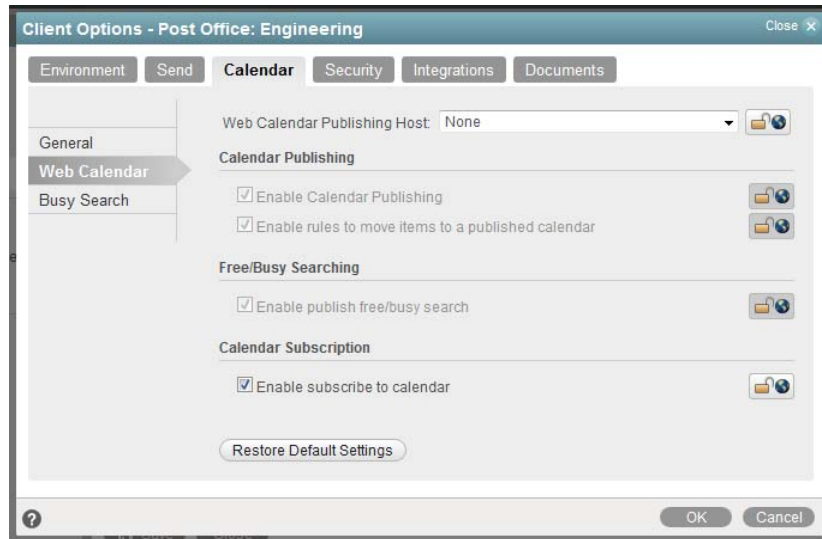 Client Options - Post Office: Engineering
Close
Environment Send Calendar Security Integrations Documents
Web Calendar Publishing Host: None
General
Calendar Publishing
Web Calendar
Enable Calendar Publishing
Busy Search
Enable rules to move items to a published calendar
Free/Busy Searching
Enable publish free/busy search
Calendar Subscription
Enable subscribe to calendar
Restore Default Settings
?
OK Cancel